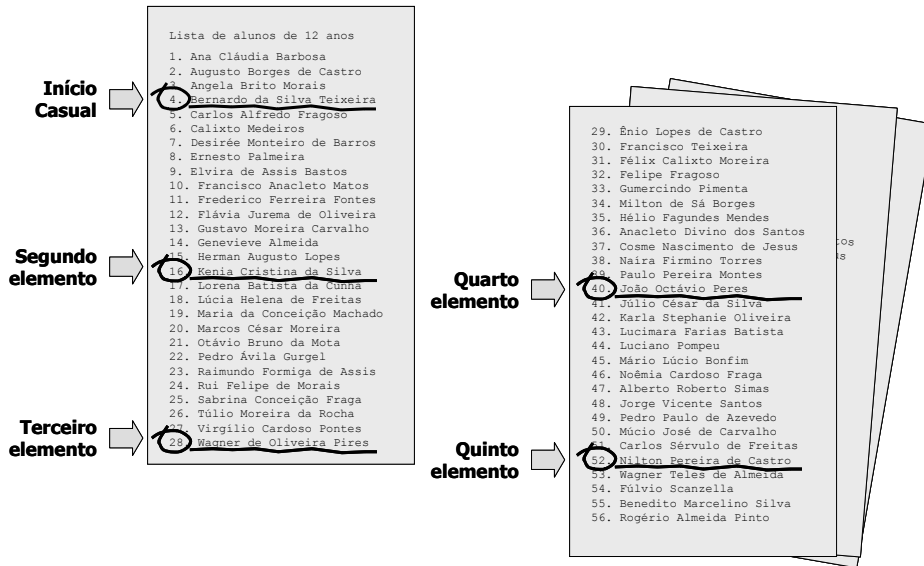 Lista de alunos de 12 anos
1. Ana Cláudia Barbosa
2. Augusto Borges de Castro
3. Angela Brito Morais
Início
Casual
4. Bernardo da Silva Teixeira
5. Carlos Alfredo Fragoso
6. Calixto Medeiros
7. Desirée Monteiro de Barros
8. Ernesto Palmeira
9. Elvira de Assis Bastos
10. Francisco Anacleto Matos
11. Frederico Ferreira Fontes
12. Flávia Jurema de Oliveira
13. Gustavo Moreira Carvalho
14. Genevieve Almeida
15. Herman Augusto Lopes
Segundo
elemento
16. Kenia Cristina da Silva
17. Lorena Batista da Cunha
18. Lúcia Helena de Freitas
19. Maria da Conceição Machado
20. Marcos César Moreira
21. Otávio Bruno da Mota
22. Pedro Ávila Gurgel
23. Raimundo Formiga de Assis
24. Rui Felipe de Morais
25. Sabrina Conceição Fraga
26. Túlio Moreira da Rocha
27. Virgílio Cardoso Pontes
Terceiro
elemento
28. Wagner de Oliveira Pires
29. Ênio Lopes de Castro
30. Francisco Teixeira
31. Félix Calixto Moreira
32. Felipe Fragoso
33. Gumercindo Pimenta
34. Milton de Sá Borges
35. Hélio Fagundes Mendes
36. Anacleto Divino dos Santos
37. Cosme Nascimento de Jesus
38. Naíra Firmino Torres
39. Paulo Pereira Montes
Quarto
elemento
40. João Octávio Peres
41. Júlio César da Silva
42. Karla Stephanie Oliveira
43. Lucimara Farias Batista
44. Luciano Pompeu
45. Mário Lúcio Bonfim
46. Noêmia Cardoso Fraga
47. Alberto Roberto Simas
48. Jorge Vicente Santos
49. Pedro Paulo de Azevedo
50. Múcio José de Carvalho
51. Carlos Sérvulo de Freitas
Quinto
elemento
52. Nilton Pereira de Castro
53. Wagner Teles de Almeida
54. Fúlvio Scanzella
55. Benedito Marcelino Silva
56. Rogério Almeida Pinto